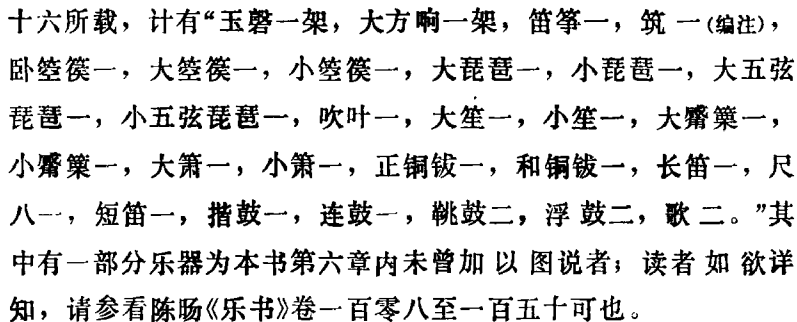 十六所载，计有“玉磬一架，大方响一架，笛筝一，筑一(编注)，
卧箜篌一，大箜篌一，小箜篌一，大琵琶一，小琵琶一，大五弦
琵琶一，小五弦琵琶一，吹叶一，大笙一，小笙一，大觱篥一，
小觱篥一，大箫一，小箫一，正铜钹一，和铜钹一，长笛一，尺
八一，短笛一，揩鼓一，连鼓一，鞉鼓二，浮鼓二，歌二。”其
中有一部分乐器为本书第六章内未曾加以图说者；读者如欲详
知，请参看陈旸《乐书》卷一百零八至一百五十可也。